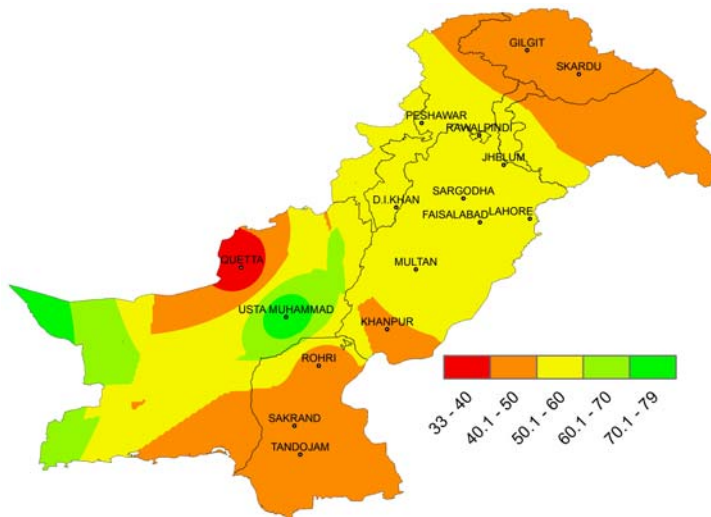 GILGIT
SKARDU
PESHAWAR
RAWALPINDI
JHELUM
SARGODHA
D.I.KHAN
FAISALABAD
LAHORE
QUETTA
MULTAN
USTA MUHAMMAD
KHANPUR
ROHRI
SAKRAND
TANDOJAM
33 - 40
40.1 - 50
50.1 - 60
60.1 - 70
70.1 - 79